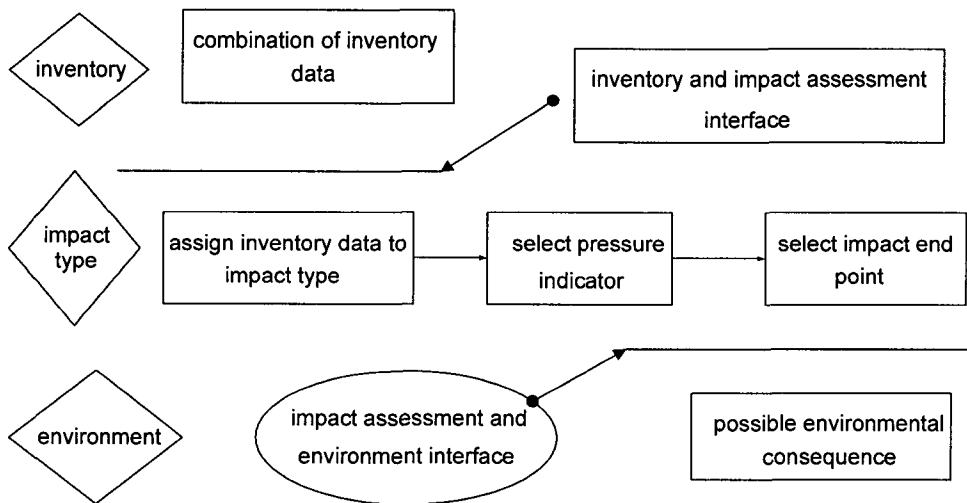 inventory
combination of inventory
data
inventory and impact assessment
interface
impact
type
assign inventory data to
impact type
select pressure
indicator
select impact end
point
environment
impact assessment and
environment interface
possible environmental
consequence